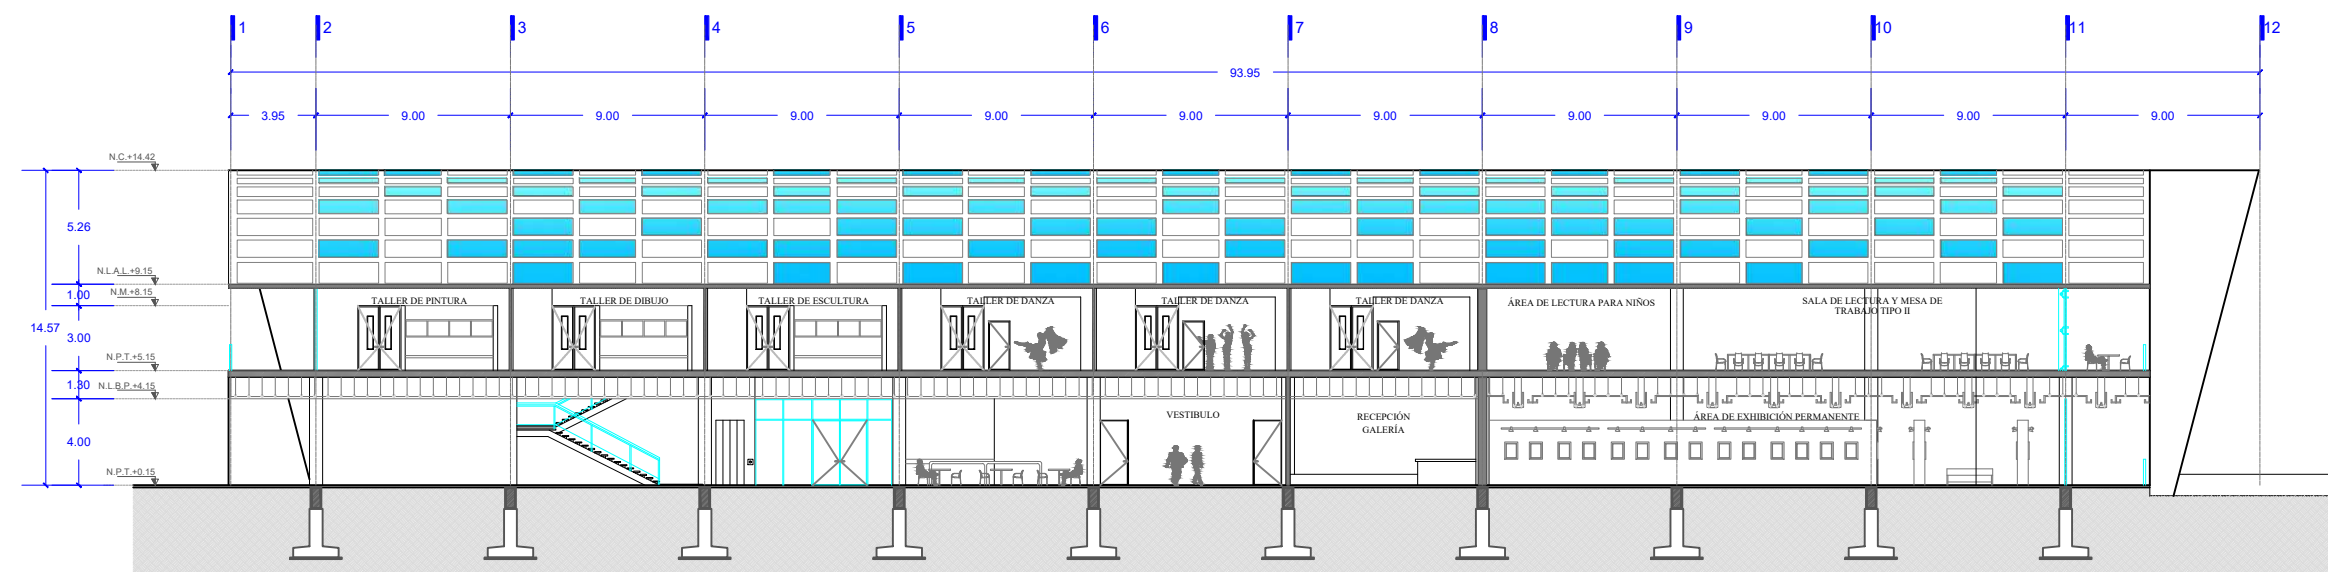 1 2 3 4 5 6 7 8 9 10 11 12
93.95
3.95 9.00 9.00 9.00 9.00 9.00 9.00 9.00 9.00 9.00 9.00
N.C.+14.42
5.26
N.L.A.L.+9.15
1.00
N.M.+8.15
14.57
3.00
N.P.T.+5.15
1.30
N.L.B.P.+4.15
4.00
N.P.T.+0.15
TALLER DE PINTURA TALLER DE DIBUJO TALLER DE ESCULTURA TALLER DE DANZA TALLER DE DANZA TALLER DE DANZA ÁREA DE LECTURA PARA NIÑOS SALA DE LECTURA Y MESA DE
TRABAJO TIPO II
VESTIBULO RECEPCIÓN ÁREA DE EXHIBICIÓN PERMANENTE
GALERÍA